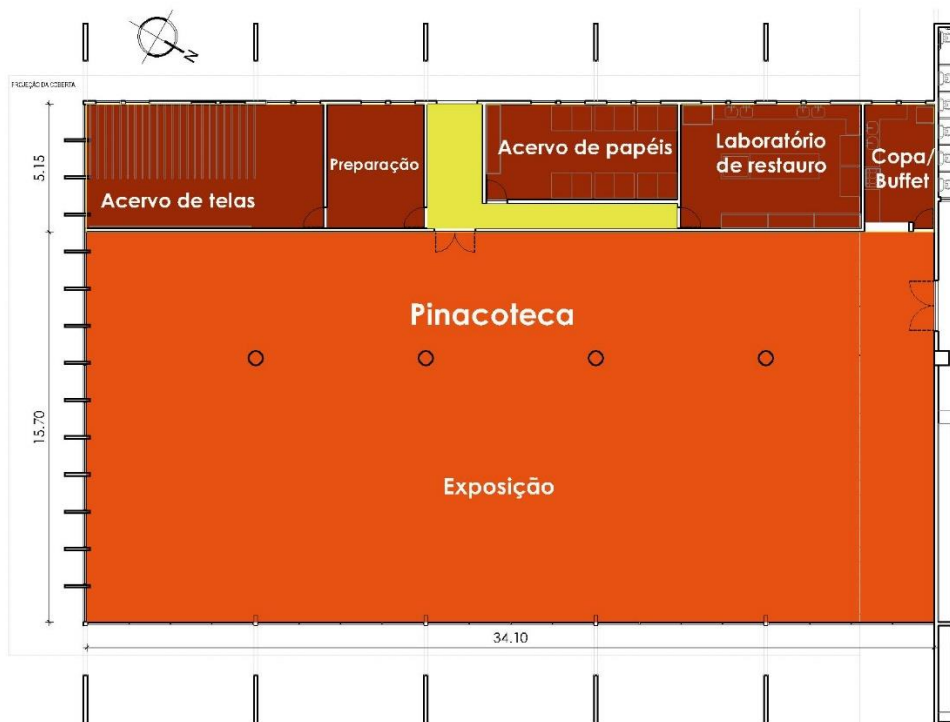 N
PROJEÇÃO DA COBERTA
5.15
Acervo de telas
Preparação
Acervo de papéis
Laboratório
de restauro
Copa/
Buffet
Pinacoteca
15.70
Exposição
34.10